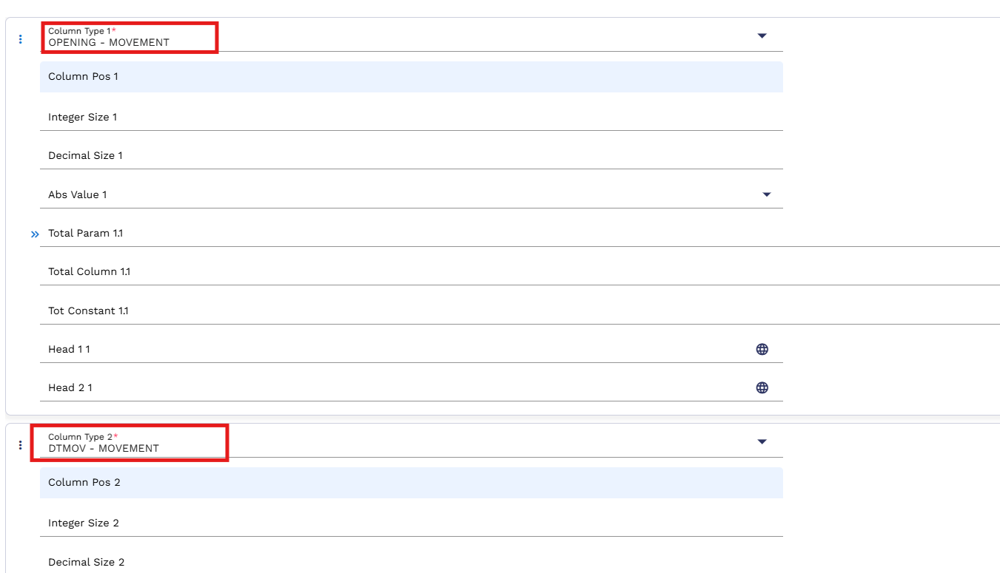 Column Type 1*
OPENING - MOVEMENT
Column Pos 1
Integer Size 1
Decimal Size 1
Abs Value 1
Total Param 1.1
Total Column 1.1
Tot Constant 1.1
Head 1 1
Head 2 1
Column Type 2*
DTMOV - MOVEMENT
Column Pos 2
Integer Size 2
Decimal Size 2